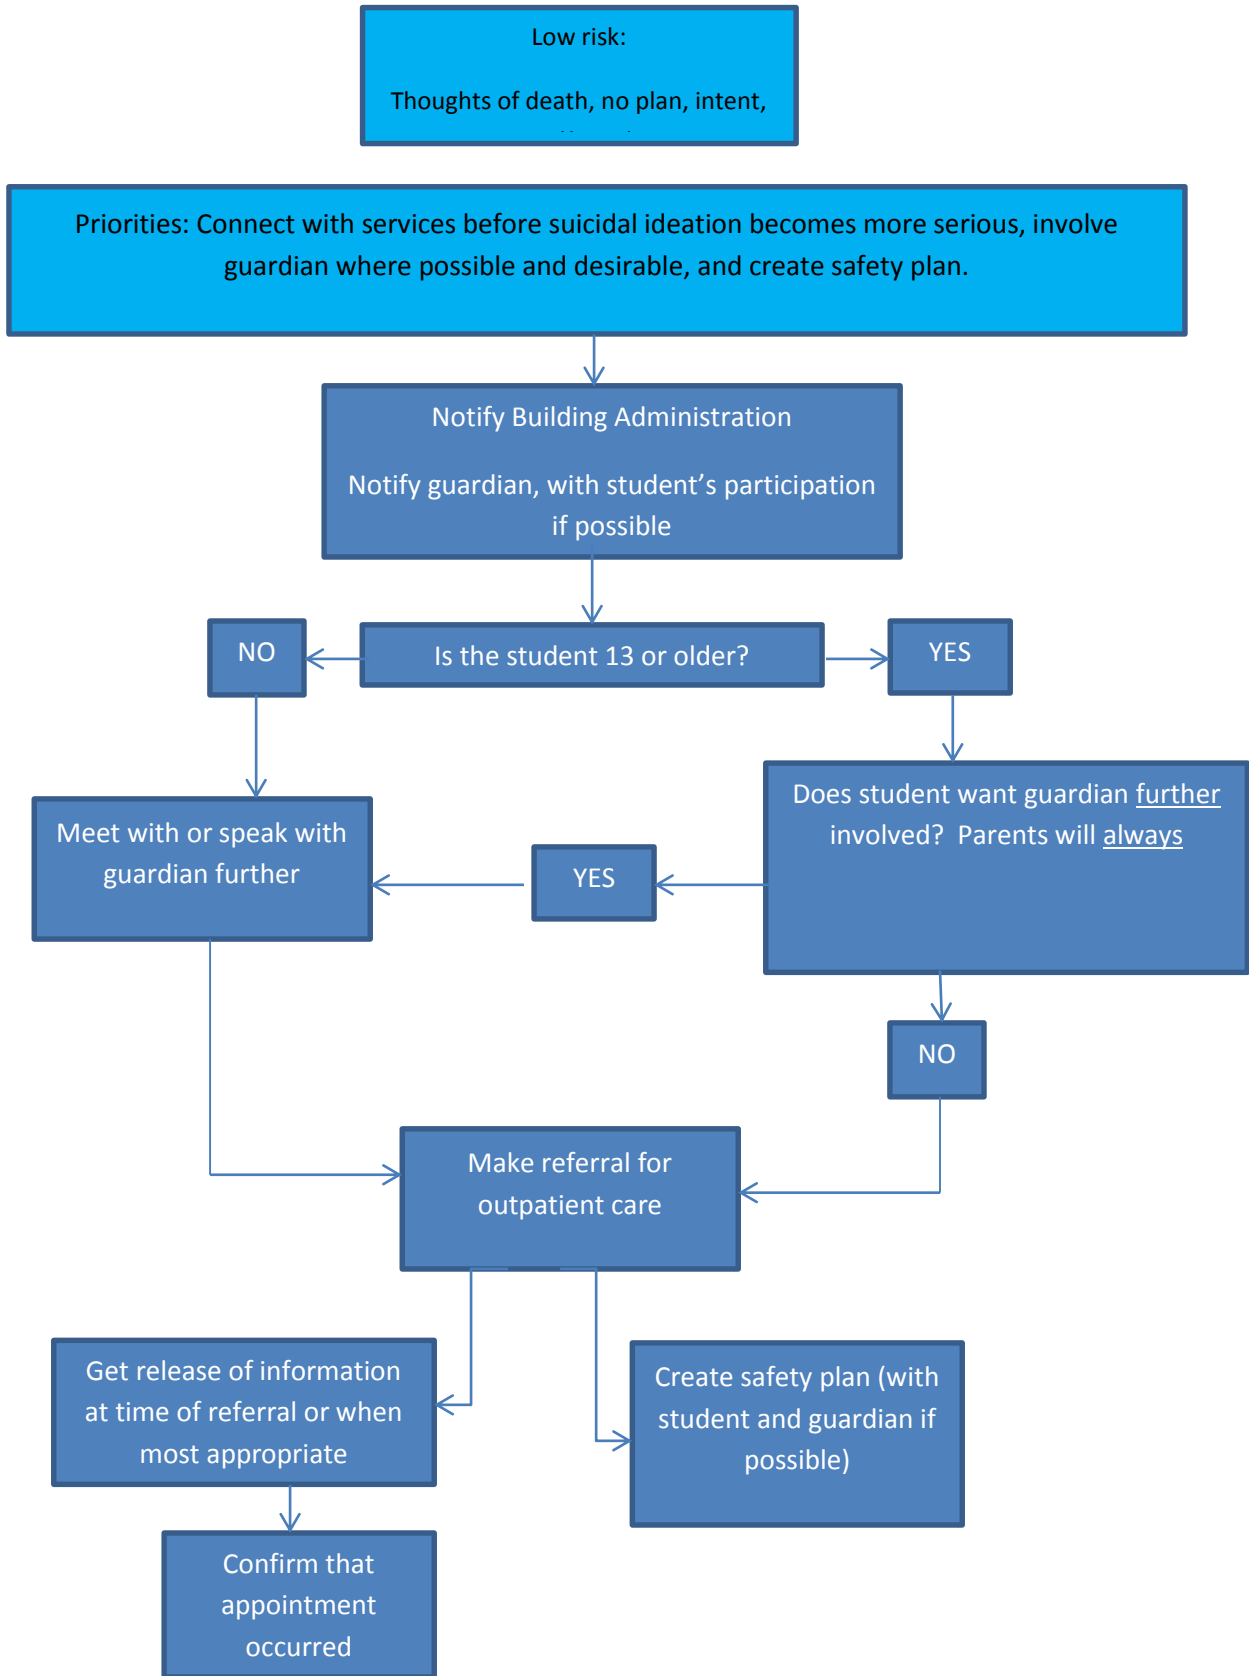 Low risk:
Thoughts of death, no plan, intent,
Priorities: Connect with services before suicidal ideation becomes more serious, involve
guardian where possible and desirable, and create safety plan.
Notify Building Administration
Notify guardian, with student’s participation
if possible
NO
Is the student 13 or older?
YES
Meet with or speak with
guardian further
YES
Does student want guardian further
involved?  Parents will always
NO
Make referral for
outpatient care
Get release of information
at time of referral or when
most appropriate
Create safety plan (with
student and guardian if
possible)
Confirm that
appointment
occurred